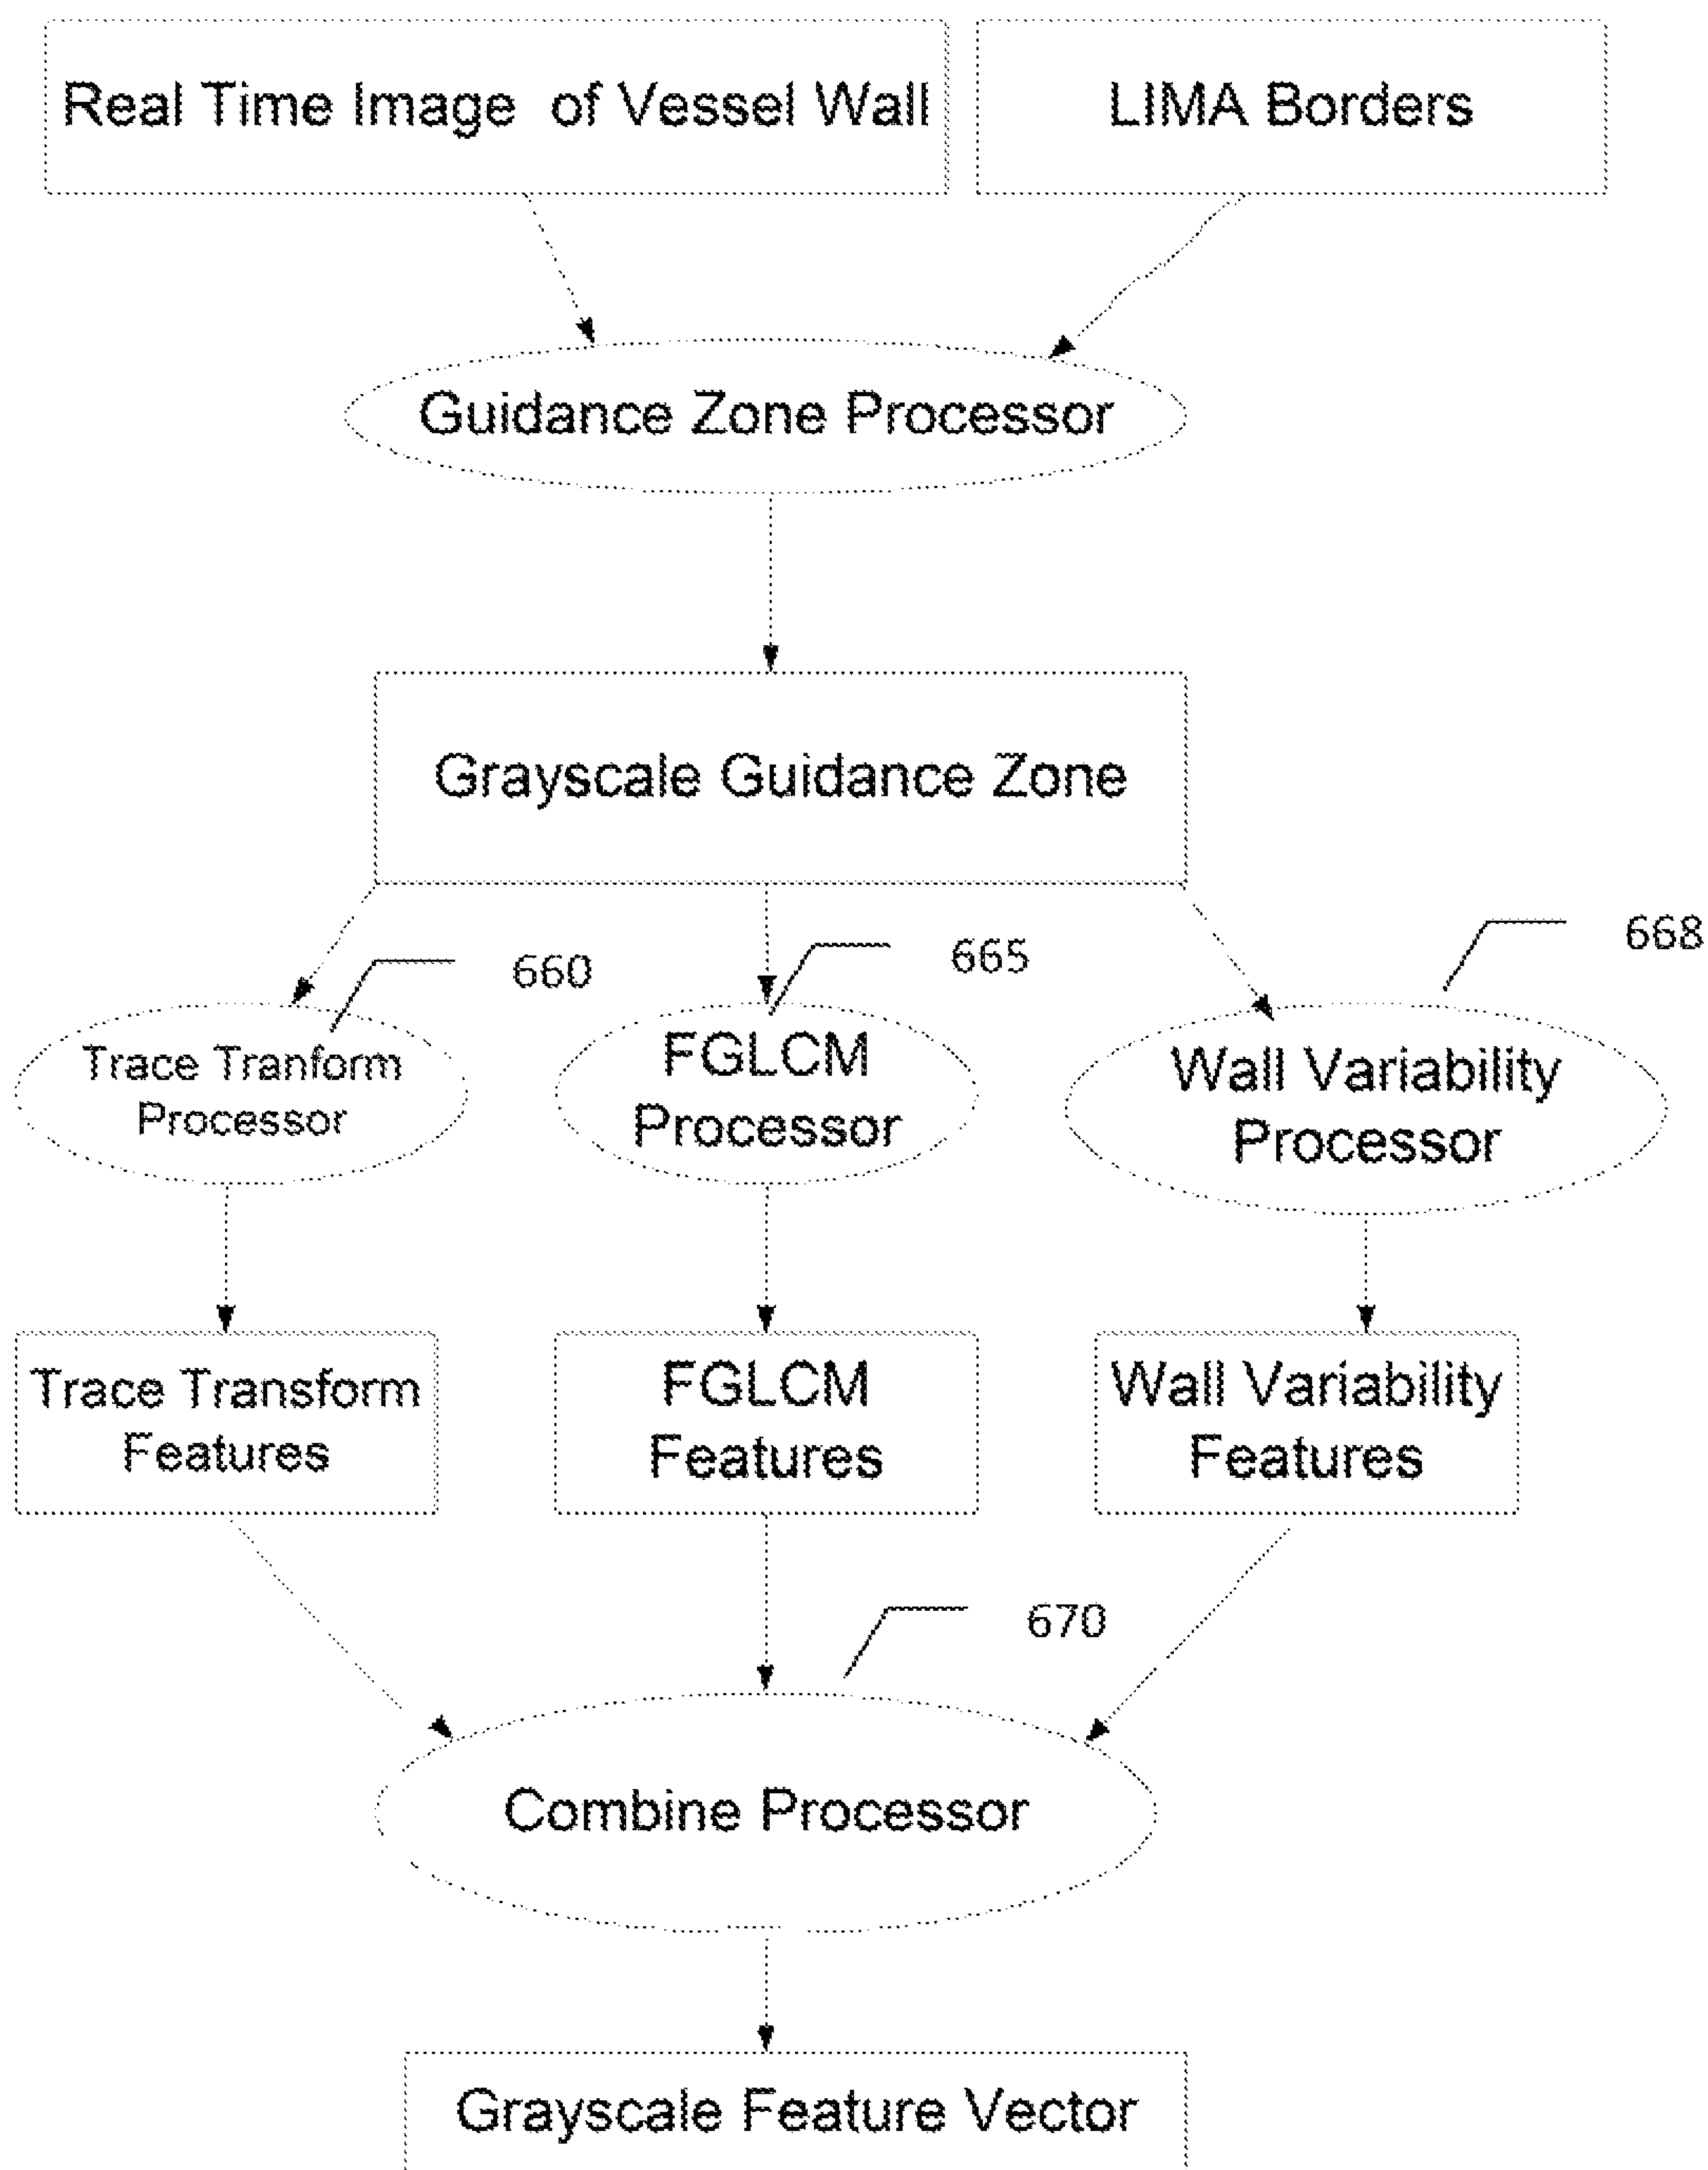 Real Time Image of Vessel Wall
LIMA Borders
Guidance Zone Processor
Grayscale Guidance Zone
660
665
668
Trace Tranform
Processor
FGLCM
Processor
Wall Variability
Processor
Trace Transform
Features
FGLCM
Features
Wall Variability
Features
670
Combine Processor
Grayscale Feature Vector